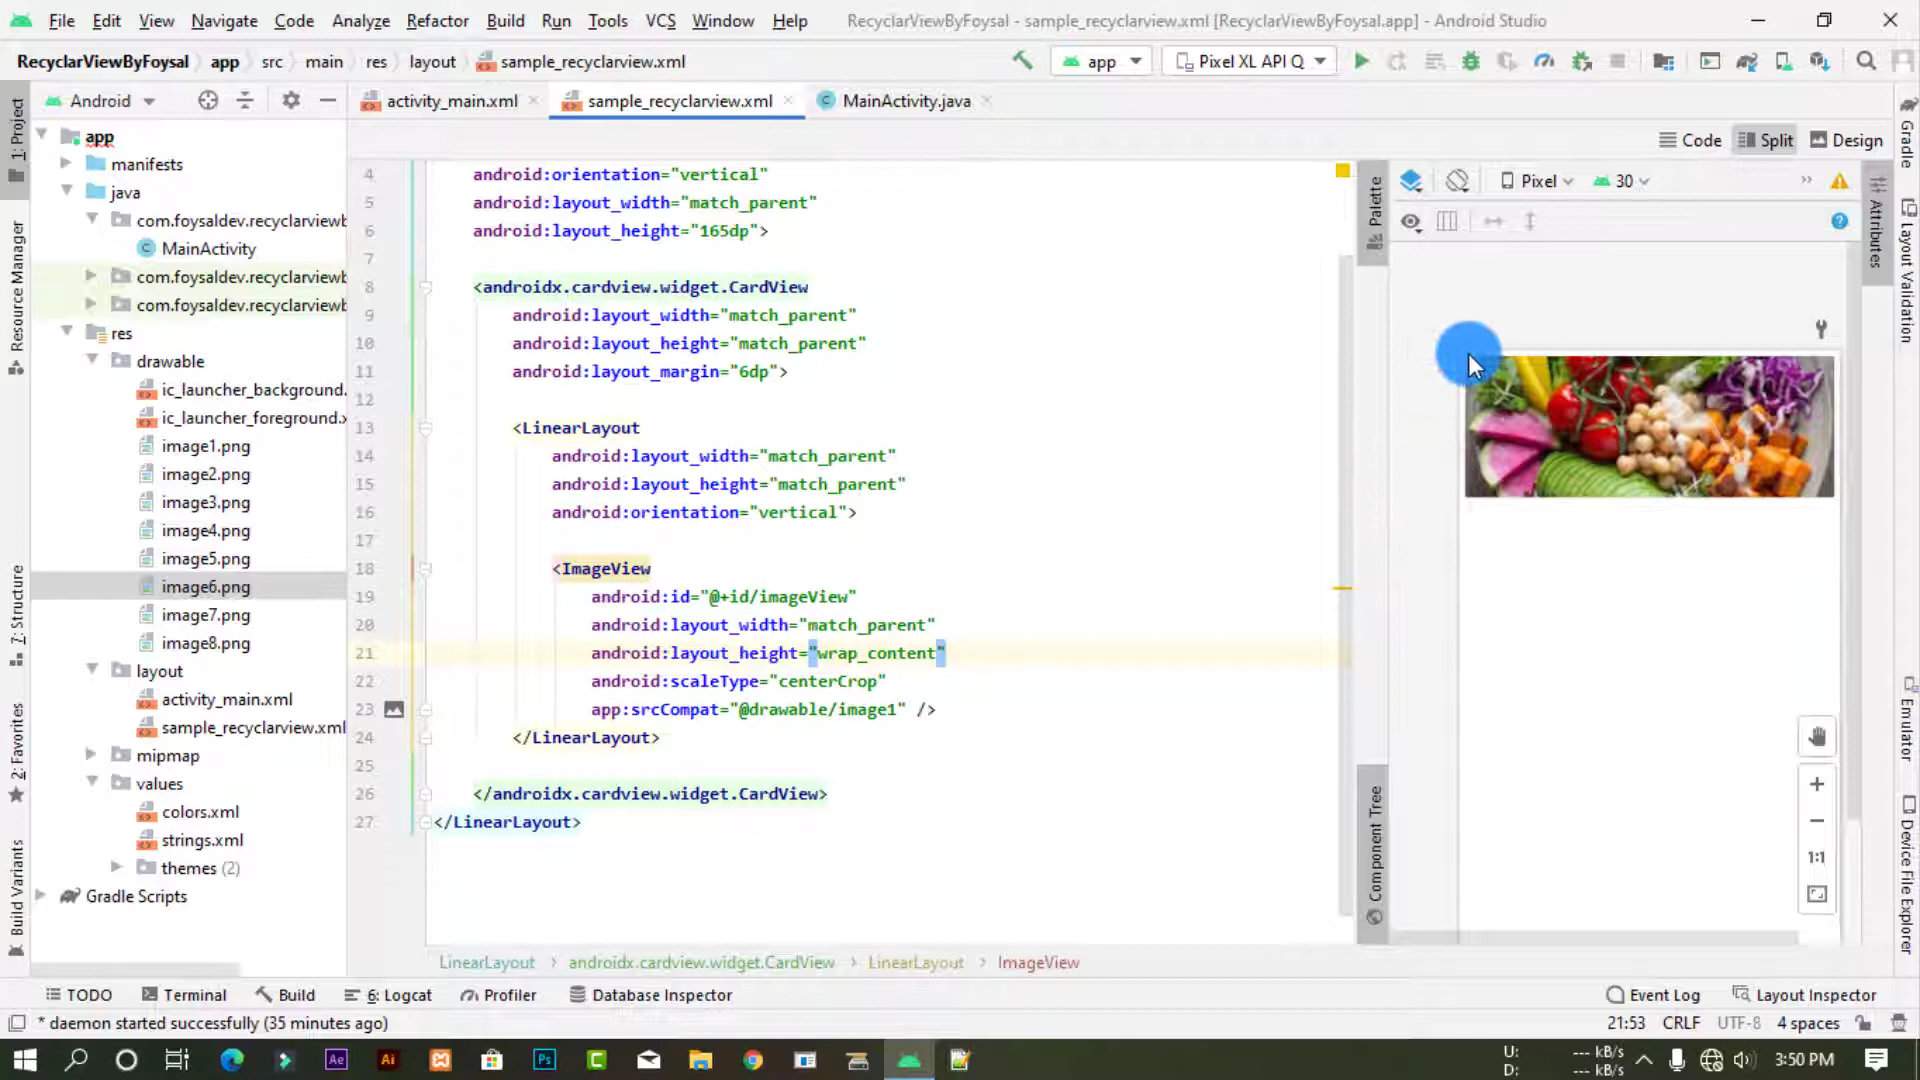 File Edit View Navigate Code Analyze Refactor Build Run Tools VCS Window Help RecyclarViewByFoysal - sample_recyclarview.xml [RecyclarViewByFoysal.app] - Android Studio
RecyclarViewByFoysal app src main res layout sample_recyclarview.xml app Pixel XL API Q
Android activity_main.xml sample_recyclarview.xml MainActivity.java
Code Split Design
1: Project
Resource Manager
7: Structure
2: Favorites
Build Variants
app
manifests
java
com.foysaldev.recyclarviewb
MainActivity
com.foysaldev.recyclarviewb
com.foysaldev.recyclarviewb
res
drawable
ic_launcher_background.
ic_launcher_foreground.x
image1.png
image2.png
image3.png
image4.png
image5.png
image6.png
image7.png
image8.png
layout
activity_main.xml
sample_recyclarview.xml
mipmap
values
colors.xml
strings.xml
themes (2)
Gradle Scripts
4 android:orientation="vertical"
5 android:layout_width="match_parent"
6 android:layout_height="165dp">
7
8 <androidx.cardview.widget.CardView
9 android:layout_width="match_parent"
10 android:layout_height="match_parent"
11 android:layout_margin="6dp">
12
13 <LinearLayout
14 android:layout_width="match_parent"
15 android:layout_height="match_parent"
16 android:orientation="vertical">
17
18 <ImageView
19 android:id="@+id/imageView"
20 android:layout_width="match_parent"
21 android:layout_height="wrap_content"
22 android:scaleType="centerCrop"
23 app:srcCompat="@drawable/image1" />
24 </LinearLayout>
25
26 </androidx.cardview.widget.CardView>
27 </LinearLayout>
LinearLayout androidx.cardview.widget.CardView LinearLayout ImageView
Palette
Component Tree
Pixel 30
1:1
Attributes
Gradle
Layout Validation
Emulator
Device File Explorer
TODO Terminal Build 6: Logcat Profiler Database Inspector Event Log Layout Inspector
* daemon started successfully (35 minutes ago) 21:53 CRLF UTF-8 4 spaces
U: --- kB/s
D: --- kB/s
3:50 PM